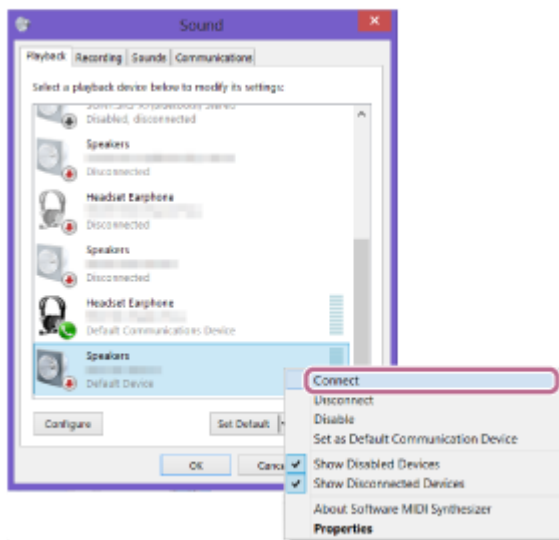 Sound
Playback Recording Sounds Communications
Select a playback device below to modify its settings:
Disabled, disconnected
Speakers
Disconnected
Headset Earphone
Disconnected
Speakers
Disconnected
Headset Earphone
Default Communications Device
Speakers
Default Device
Configure Set Default
OK
Connect
Disconnect
Disable
Set as Default Communication Device
Show Disabled Devices
Show Disconnected Devices
About Software MIDI Synthesizer
Properties